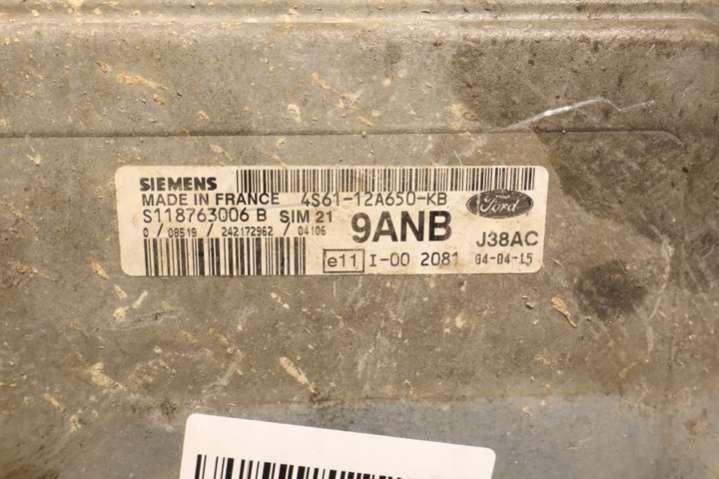 SIEMENS
MADE IN FRANCE 4S61-12A650-KB
S118763006 B SIM 21 9ANB
Ford
0 / 08519 / 242172962 / 04106
J38AC
e11 I-00 2081 04-04-15